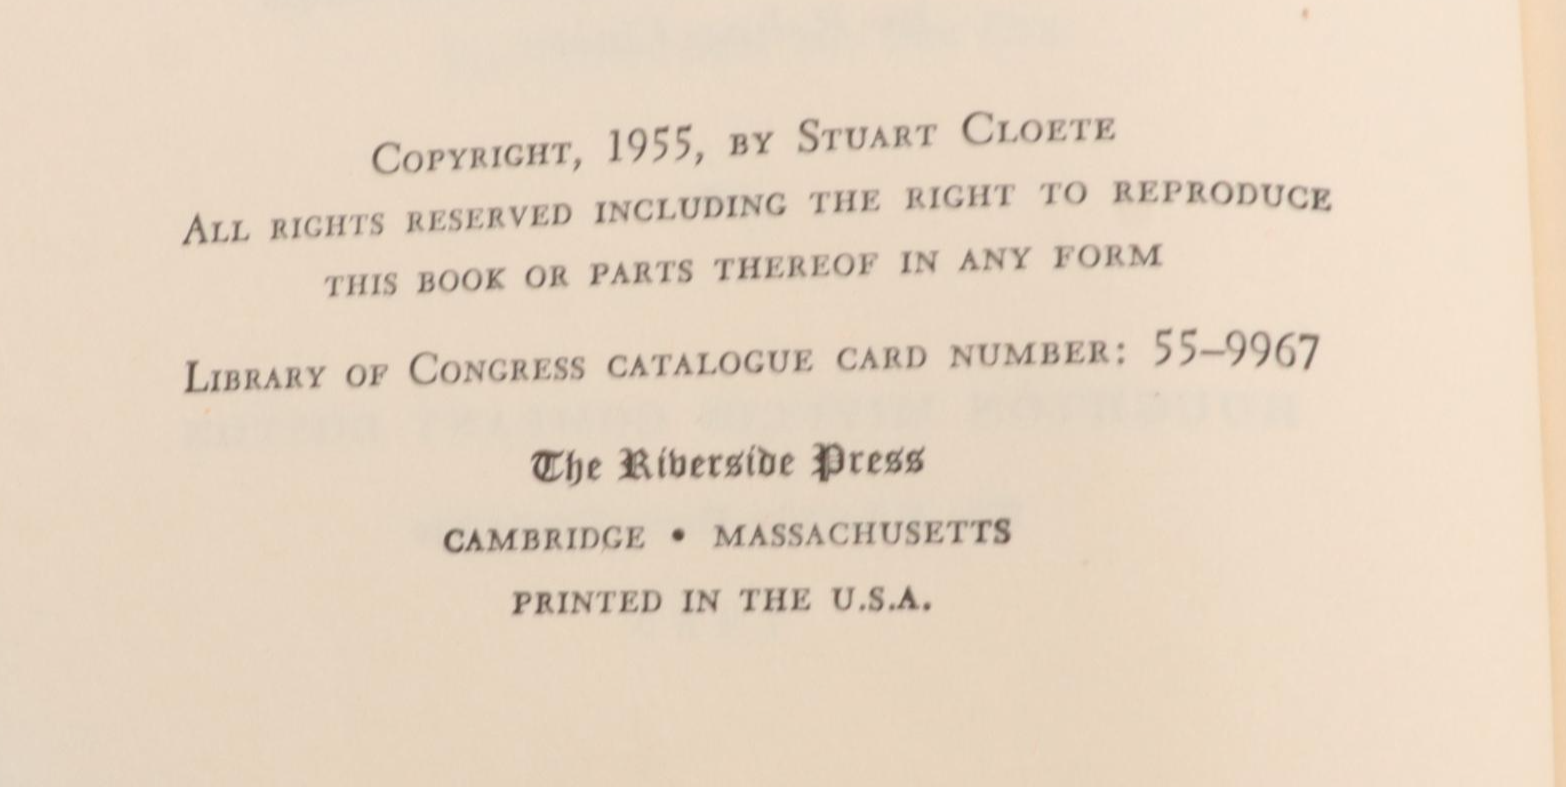 Copyright, 1955, by Stuart Cloete
All rights reserved including the right to reproduce
this book or parts thereof in any form
Library of Congress catalogue card number: 55–9967
The Riverside Press
CAMBRIDGE • MASSACHUSETTS
PRINTED IN THE U.S.A.